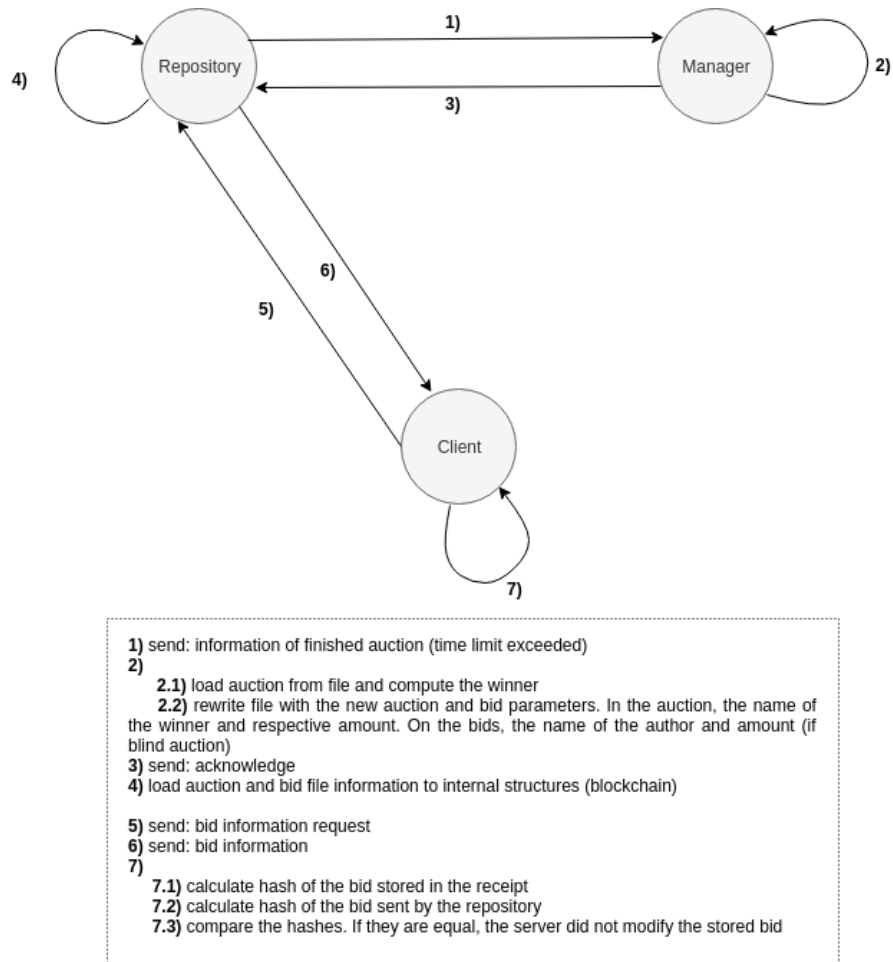 1)
Repository
Manager
4)
2)
3)
6)
5)
Client
7)
1) send: information of finished auction (time limit exceeded)
2)
2.1) load auction from file and compute the winner
2.2) rewrite file with the new auction and bid parameters. In the auction, the name of
the winner and respective amount. On the bids, the name of the author and amount (if
blind auction)
3) send: acknowledge
4) load auction and bid file information to internal structures (blockchain)
5) send: bid information request
6) send: bid information
7)
7.1) calculate hash of the bid stored in the receipt
7.2) calculate hash of the bid sent by the repository
7.3) compare the hashes. If they are equal, the server did not modify the stored bid